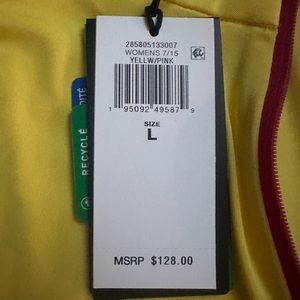 285805133007
WOMENS 7/15
YELLW/PINK
1 95092 49587 9
SIZE
L
MSRP $128.00
RECYCLÉ